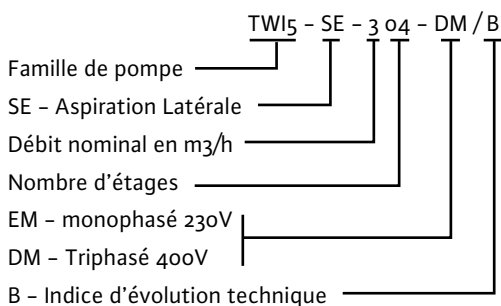 TWI5 – SE – 3 04 – DM / B
Famille de pompe
SE – Aspiration Latérale
Débit nominal en m3/h
Nombre d'étages
EM – monophasé 230V
DM – Triphasé 400V
B – Indice d'évolution technique